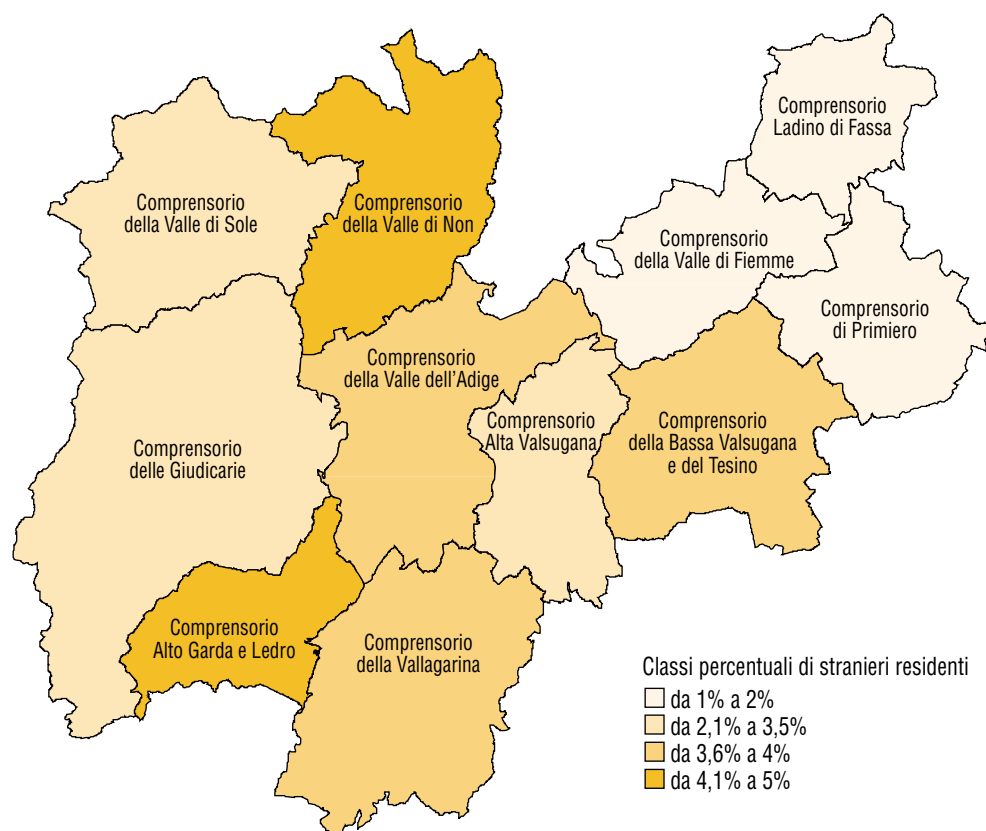 Comprensorio
Ladino di Fassa
Comprensorio
della Valle di Sole
Comprensorio
della Valle di Non
Comprensorio
della Valle di Fiemme
Comprensorio
di Primiero
Comprensorio
della Valle dell'Adige
Comprensorio
Alta Valsugana
Comprensorio
della Bassa Valsugana
e del Tesino
Comprensorio
delle Giudicarie
Comprensorio
Alto Garda e Ledro
Comprensorio
della Vallagarina
Classi percentuali di stranieri residenti
da 1% a 2%
da 2,1% a 3,5%
da 3,6% a 4%
da 4,1% a 5%